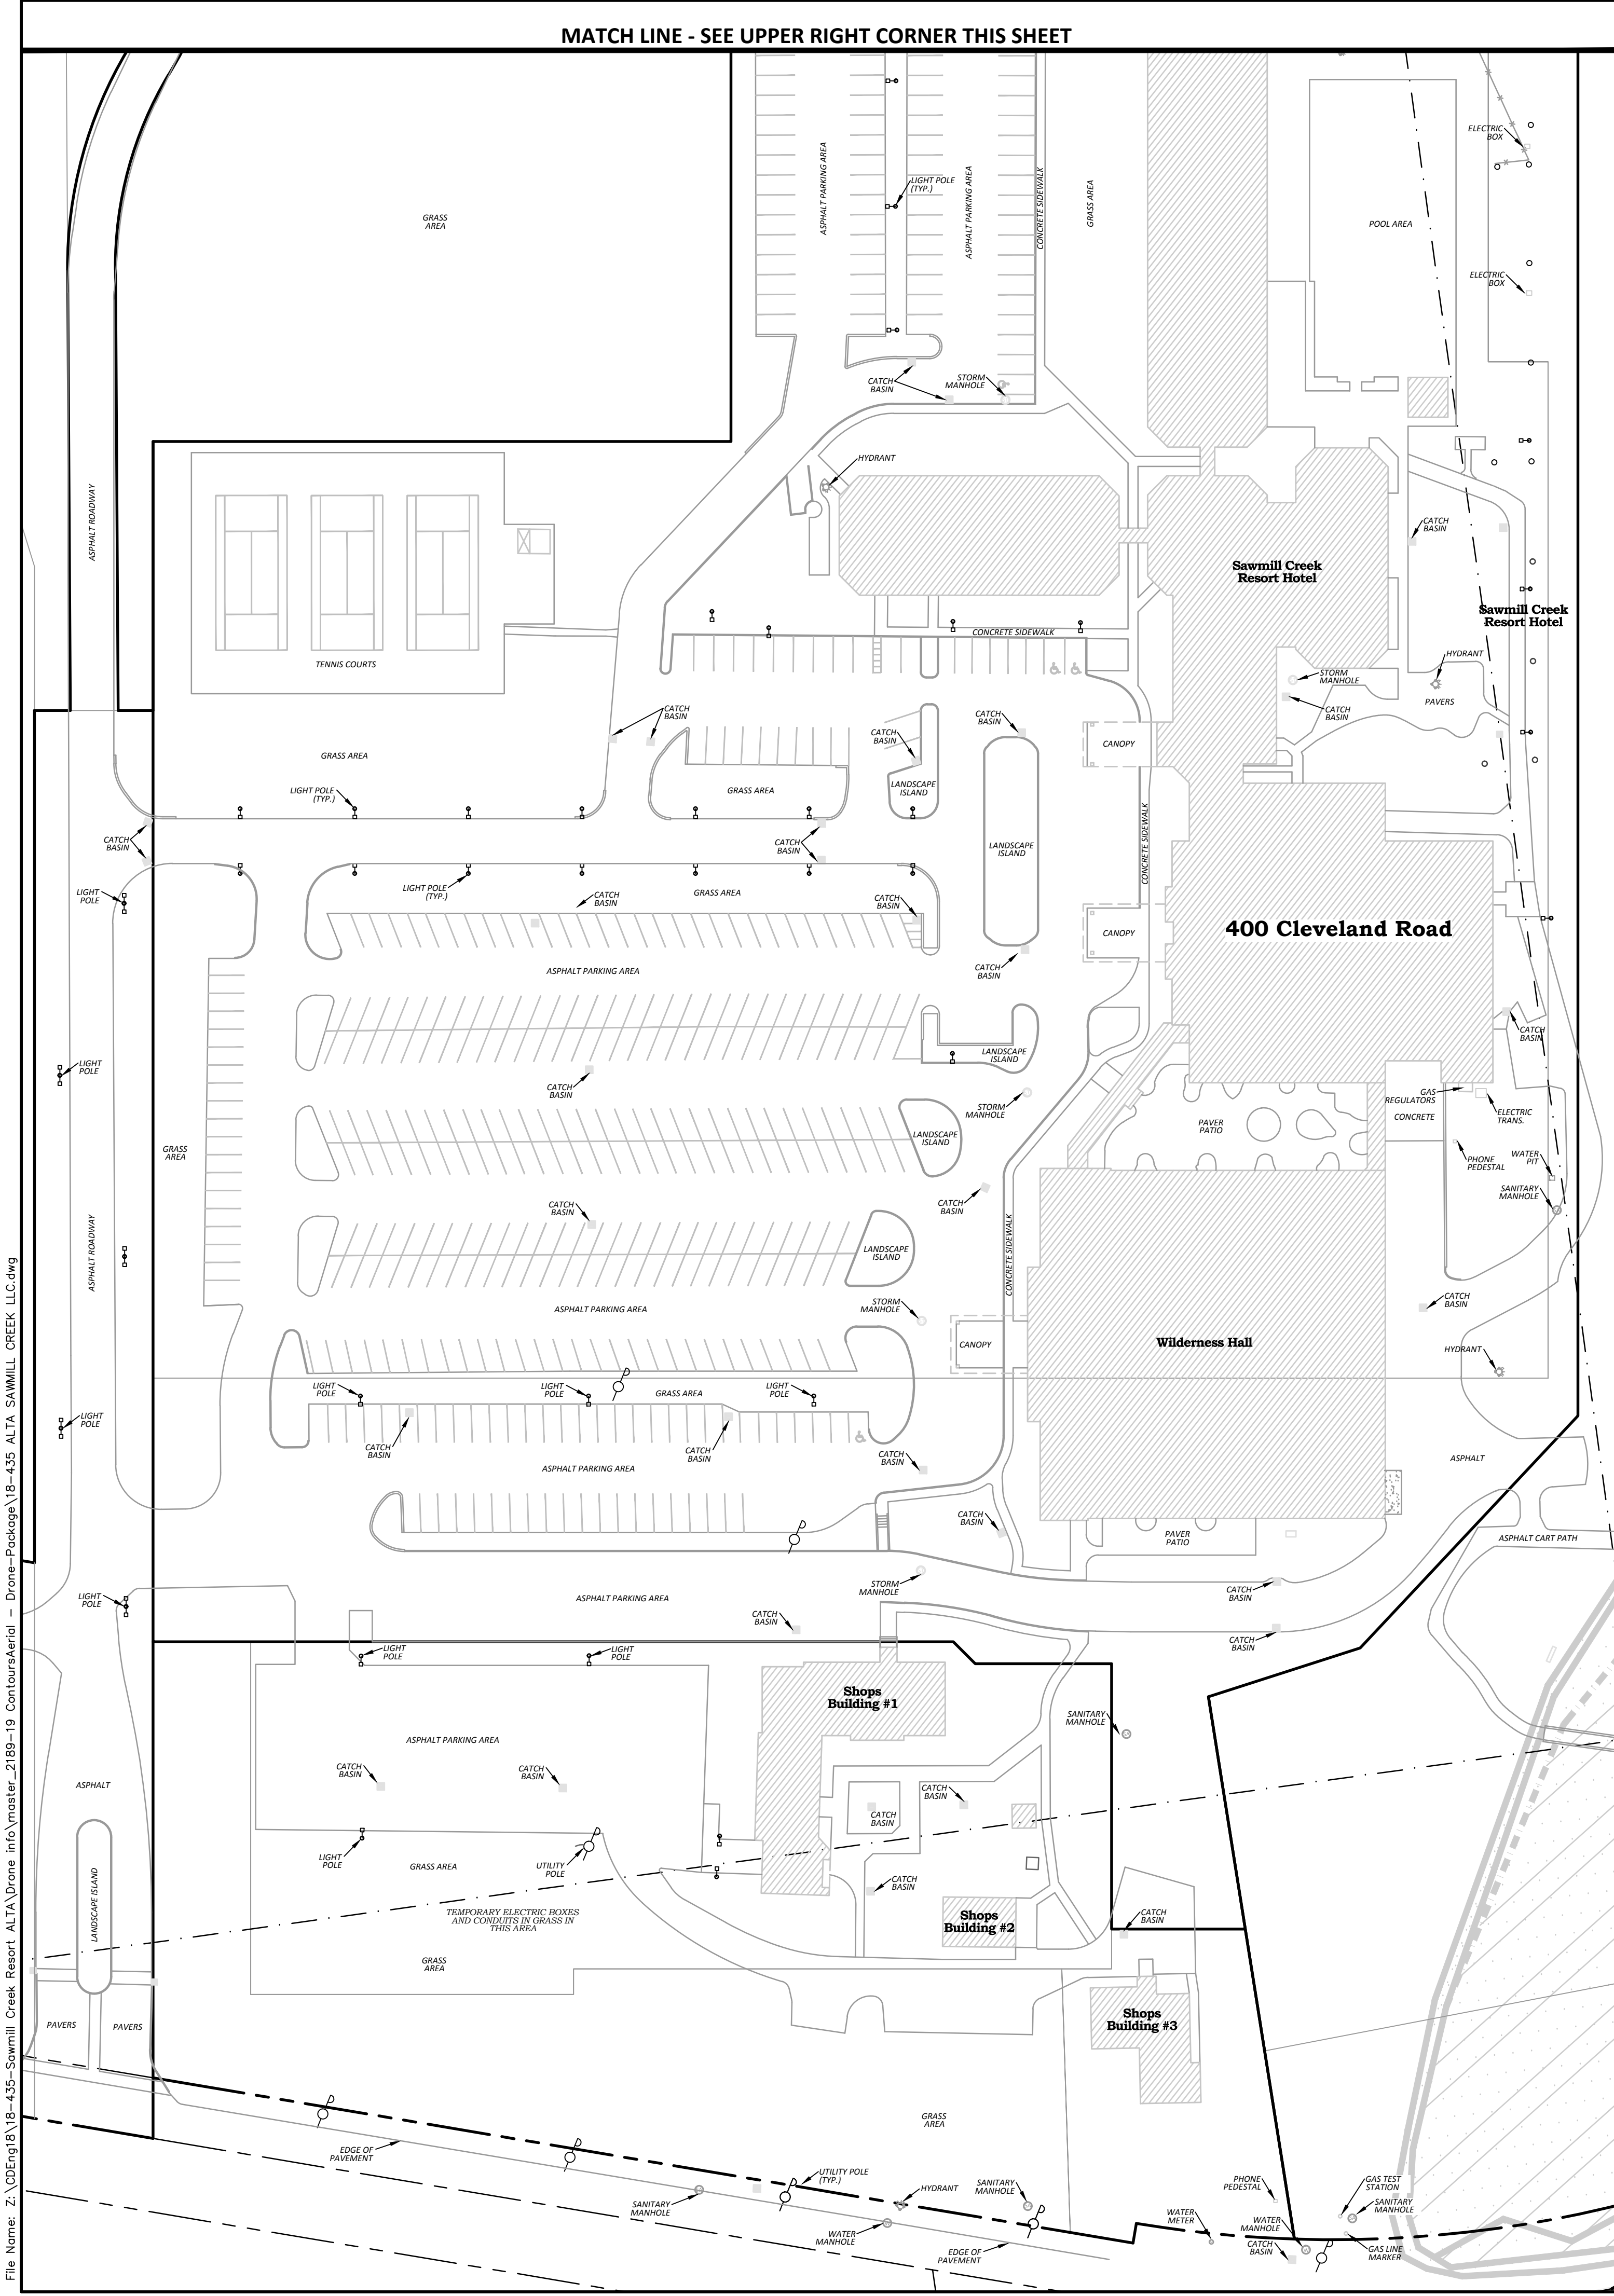 MATCH LINE - SEE UPPER RIGHT CORNER THIS SHEET
GRASS
AREA
ASPHALT PARKING AREA
LIGHT POLE
(TYP.)
ASPHALT PARKING AREA
CONCRETE SIDEWALK
GRASS AREA
POOL AREA
ELECTRIC
BOX
ELECTRIC
BOX
CATCH
BASIN
STORM
MANHOLE
HYDRANT
ASPHALT ROADWAY
CATCH
BASIN
Sawmill Creek
Resort Hotel
Sawmill Creek
Resort Hotel
CONCRETE SIDEWALK
TENNIS COURTS
HYDRANT
STORM
MANHOLE
CATCH
BASIN
PAVERS
CATCH
BASIN
CATCH
BASIN
CATCH
BASIN
CANOPY
GRASS AREA
LIGHT POLE
(TYP.)
GRASS AREA
LANDSCAPE
ISLAND
CATCH
BASIN
CATCH
BASIN
LANDSCAPE
ISLAND
CONCRETE SIDEWALK
LIGHT
POLE
LIGHT POLE
(TYP.)
CATCH
BASIN
GRASS AREA
CATCH
BASIN
CANOPY
400 Cleveland Road
ASPHALT PARKING AREA
CATCH
BASIN
CATCH
BASIN
LIGHT
POLE
LANDSCAPE
ISLAND
CATCH
BASIN
STORM
MANHOLE
GAS
REGULATORS
CONCRETE
ELECTRIC
TRANS.
PAVER
PATIO
LANDSCAPE
ISLAND
GRASS
AREA
PHONE
PEDESTAL
WATER
PIT
SANITARY
MANHOLE
CATCH
BASIN
CATCH
BASIN
ASPHALT ROADWAY
CONCRETE SIDEWALK
LANDSCAPE
ISLAND
ASPHALT PARKING AREA
STORM
MANHOLE
CATCH
BASIN
CANOPY
Wilderness Hall
HYDRANT
LIGHT
POLE
LIGHT
POLE
GRASS AREA
LIGHT
POLE
LIGHT
POLE
CATCH
BASIN
CATCH
BASIN
CATCH
BASIN
ASPHALT PARKING AREA
ASPHALT
CATCH
BASIN
PAVER
PATIO
ASPHALT CART PATH
STORM
MANHOLE
CATCH
BASIN
LIGHT
POLE
ASPHALT PARKING AREA
CATCH
BASIN
CATCH
BASIN
LIGHT
POLE
LIGHT
POLE
Shops
Building #1
SANITARY
MANHOLE
ASPHALT PARKING AREA
CATCH
BASIN
CATCH
BASIN
ASPHALT
CATCH
BASIN
CATCH
BASIN
LIGHT
POLE
GRASS AREA
UTILITY
POLE
CATCH
BASIN
LANDSCAPE ISLAND
TEMPORARY ELECTRIC BOXES
AND CONDUITS IN GRASS IN
THIS AREA
Shops
Building #2
CATCH
BASIN
GRASS
AREA
PAVERS
PAVERS
Shops
Building #3
GRASS
AREA
EDGE OF
PAVEMENT
UTILITY POLE
(TYP.)
SANITARY
MANHOLE
HYDRANT
SANITARY
MANHOLE
WATER
MANHOLE
EDGE OF
PAVEMENT
PHONE
PEDESTAL
WATER
METER
WATER
MANHOLE
CATCH
BASIN
GAS TEST
STATION
SANITARY
MANHOLE
GAS LINE
MARKER
File Name: Z:\CDEng18\18-435-Sawmill Creek Resort ALTA\Drone info\master_2189-19 ContoursAerial - Drone-Package\18-435 ALTA SAWMILL CREEK LLC.dwg